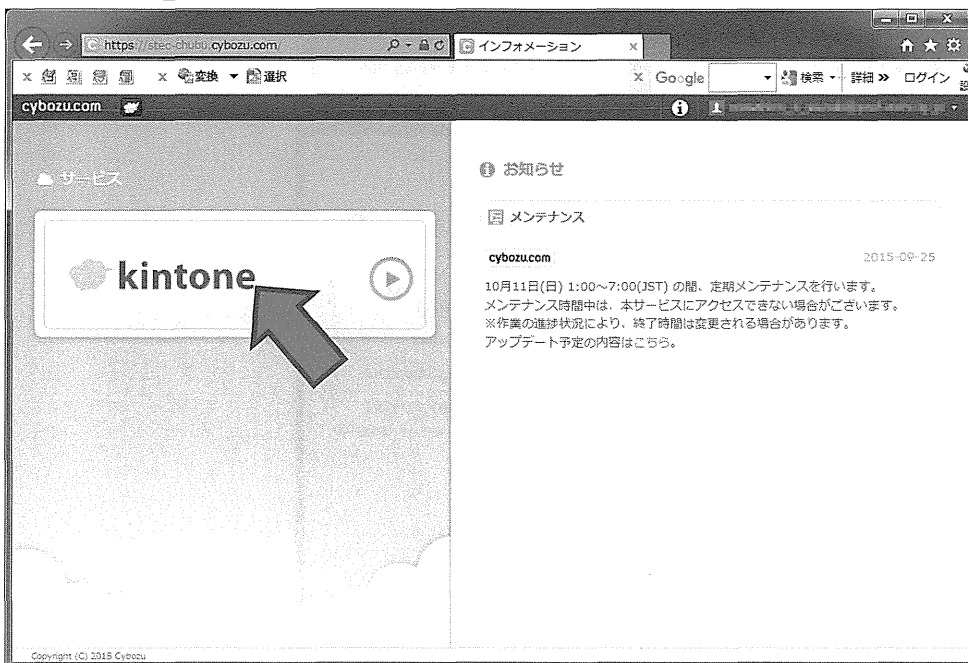 https://stec-chubu.cybozu.com/
インフォメーション
x 変換 ▼ 選択
x Google 検索 詳細 » ログイン
cybozu.com
サービス
kintone
お知らせ
メンテナンス
cybozu.com 2015-09-25
10月11日(日) 1:00～7:00(JST) の間、定期メンテナンスを行います。
メンテナンス時間中は、本サービスにアクセスできない場合がございます。
※作業の進捗状況により、終了時間は変更される場合があります。
アップデート予定の内容はこちら。
Copyright (C) 2015 Cybozu